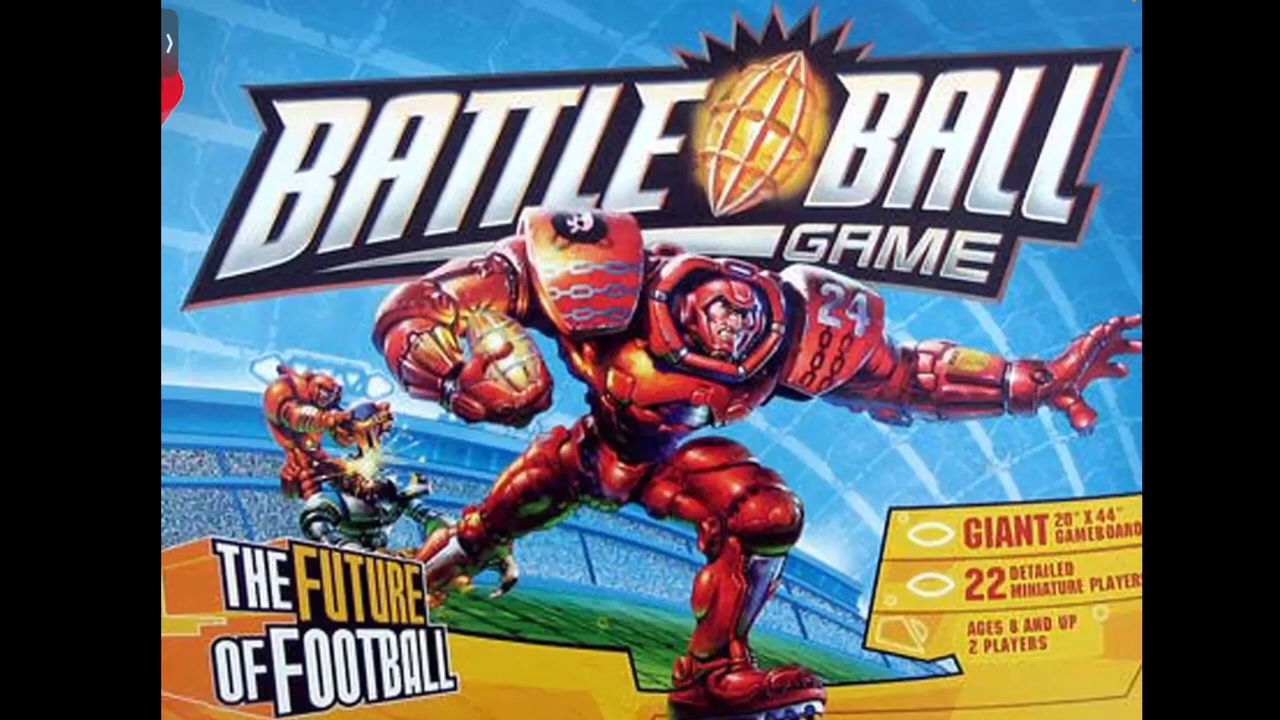 BATTLE BALL
GAME
24
THE FUTURE
OF FOOTBALL
GIANT 20" X 44"
GAMEBOARD
22 DETAILED
MINIATURE PLAYERS
AGES 8 AND UP
2 PLAYERS